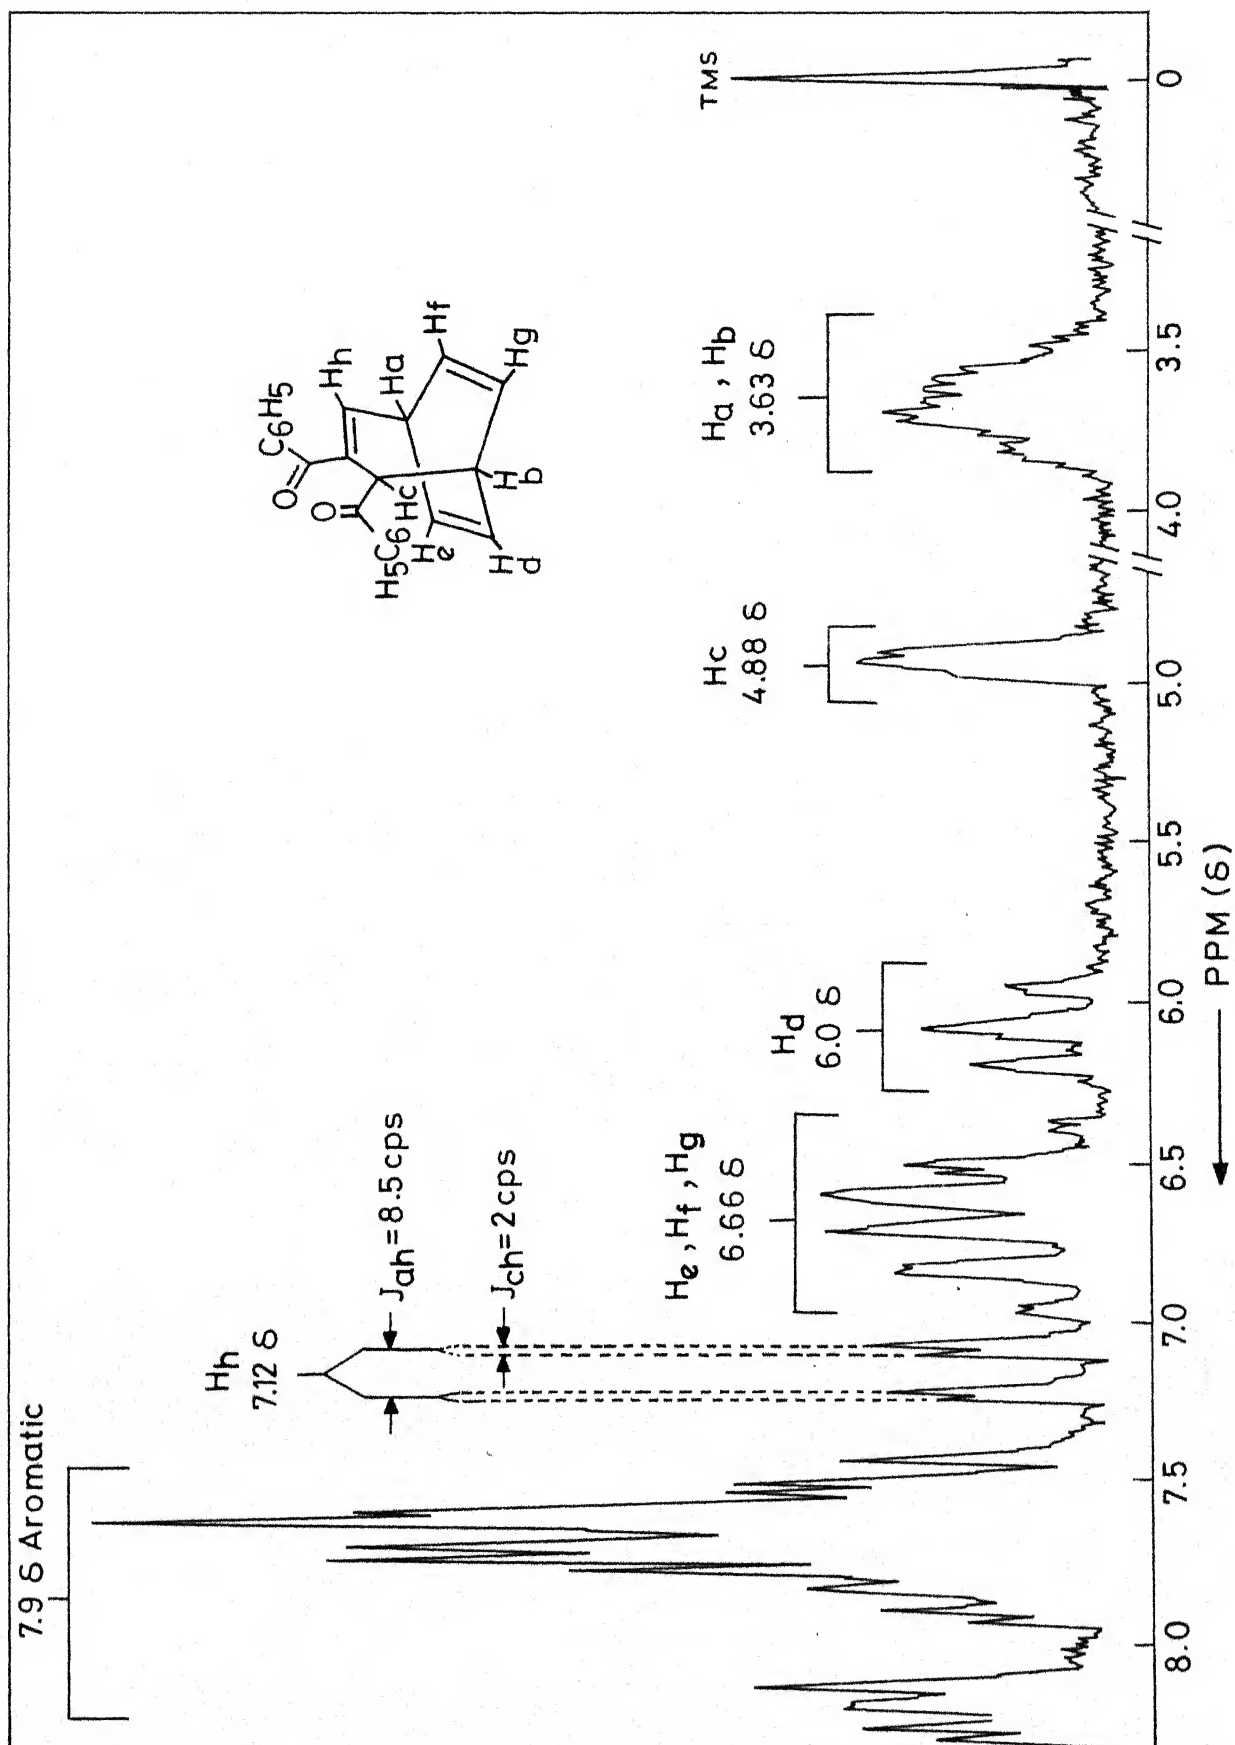 7.9 δ Aromatic
Hh
7.12 δ
Jah = 8.5 cps
Jch = 2 cps
He, Hf, Hg
6.66 δ
Hd
6.0 δ
Hc
4.88 δ
Ha, Hb
3.63 δ
TMS
O
C6H5
Hh
O
Ha
H5C6
Hc
He
Hf
Hg
Hb
Hd
8.0
7.5
7.0
6.5
6.0
5.5
5.0
4.0
3.5
0
PPM (δ)